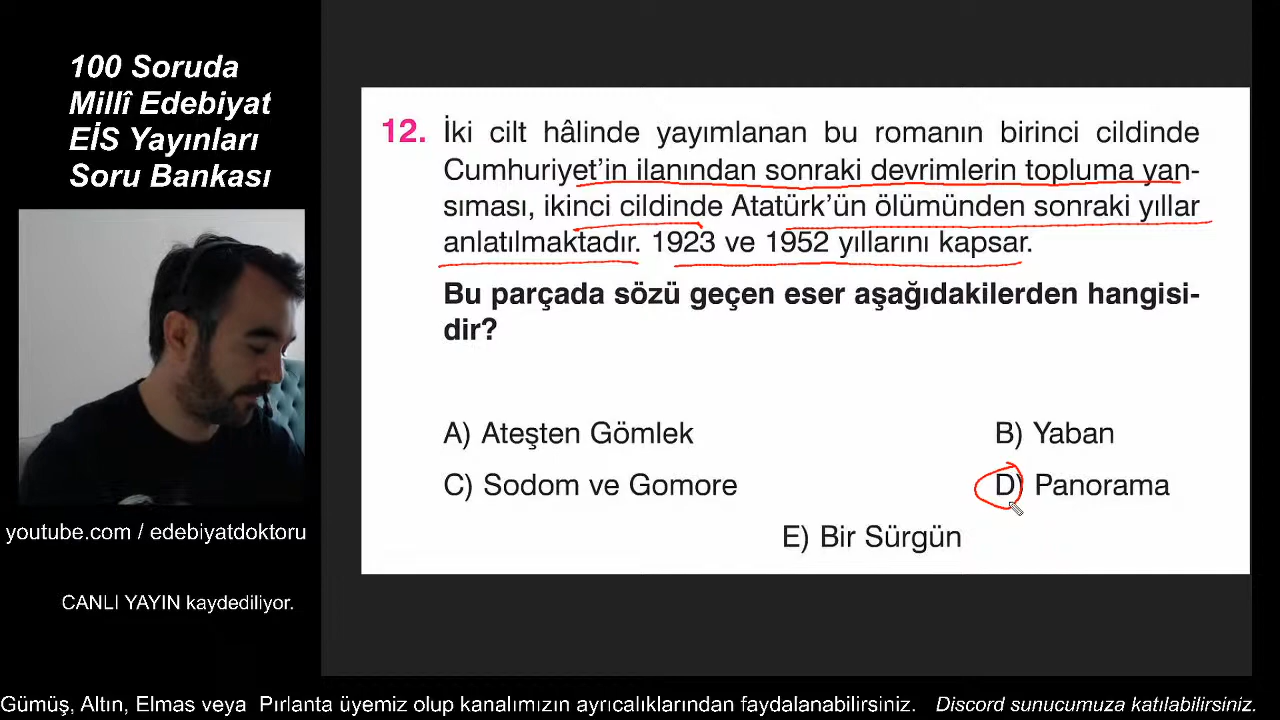 100 Soruda
Millî Edebiyat
EİS Yayınları
Soru Bankası
youtube.com / edebiyatdoktoru
CANLI YAYIN kaydediliyor.
12. İki cilt hâlinde yayımlanan bu romanın birinci cildinde
Cumhuriyet’in ilanından sonraki devrimlerin topluma yan-
sıması, ikinci cildinde Atatürk’ün ölümünden sonraki yıllar
anlatılmaktadır. 1923 ve 1952 yıllarını kapsar.
Bu parçada sözü geçen eser aşağıdakilerden hangisi-
dir?
A) Ateşten Gömlek
B) Yaban
C) Sodom ve Gomore
D) Panorama
E) Bir Sürgün
Gümüş, Altın, Elmas veya Pırlanta üyemiz olup kanalımızın ayrıcalıklarından faydalanabilirsiniz. Discord sunucumuza katılabilirsiniz.